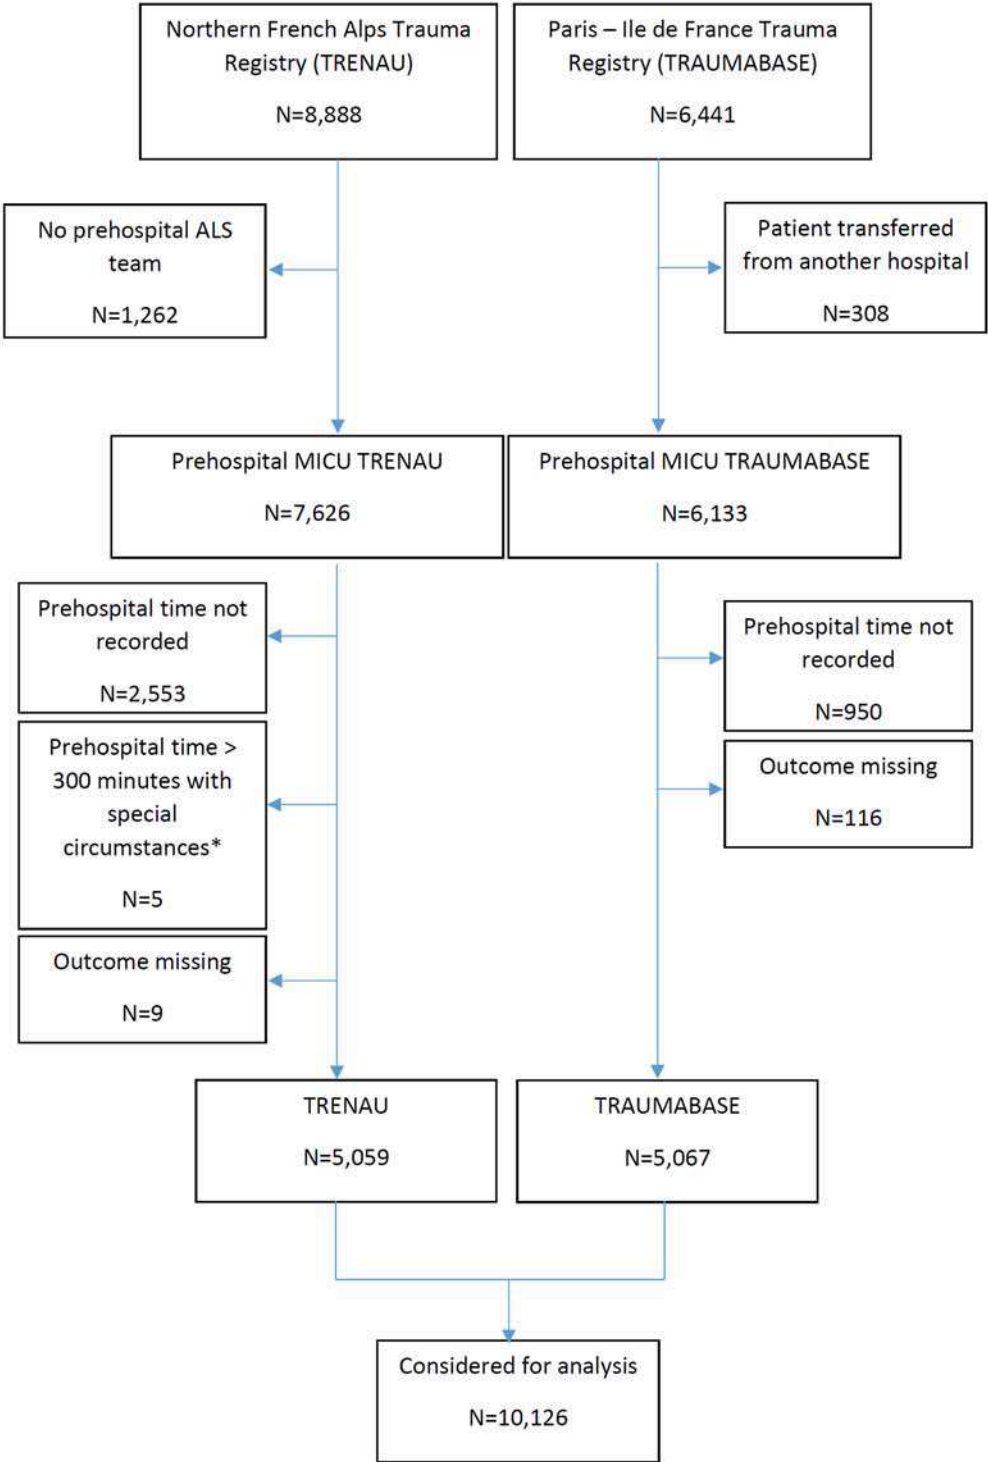 Northern French Alps Trauma
Registry (TRENAU)
N=8,888
Paris – Ile de France Trauma
Registry (TRAUMABASE)
N=6,441
No prehospital ALS
team
N=1,262
Patient transferred
from another hospital
N=308
Prehospital MICU TRENAU
N=7,626
Prehospital MICU TRAUMABASE
N=6,133
Prehospital time not
recorded
N=2,553
Prehospital time >
300 minutes with
special
circumstances*
N=5
Outcome missing
N=9
Prehospital time not
recorded
N=950
Outcome missing
N=116
TRENAU
N=5,059
TRAUMABASE
N=5,067
Considered for analysis
N=10,126